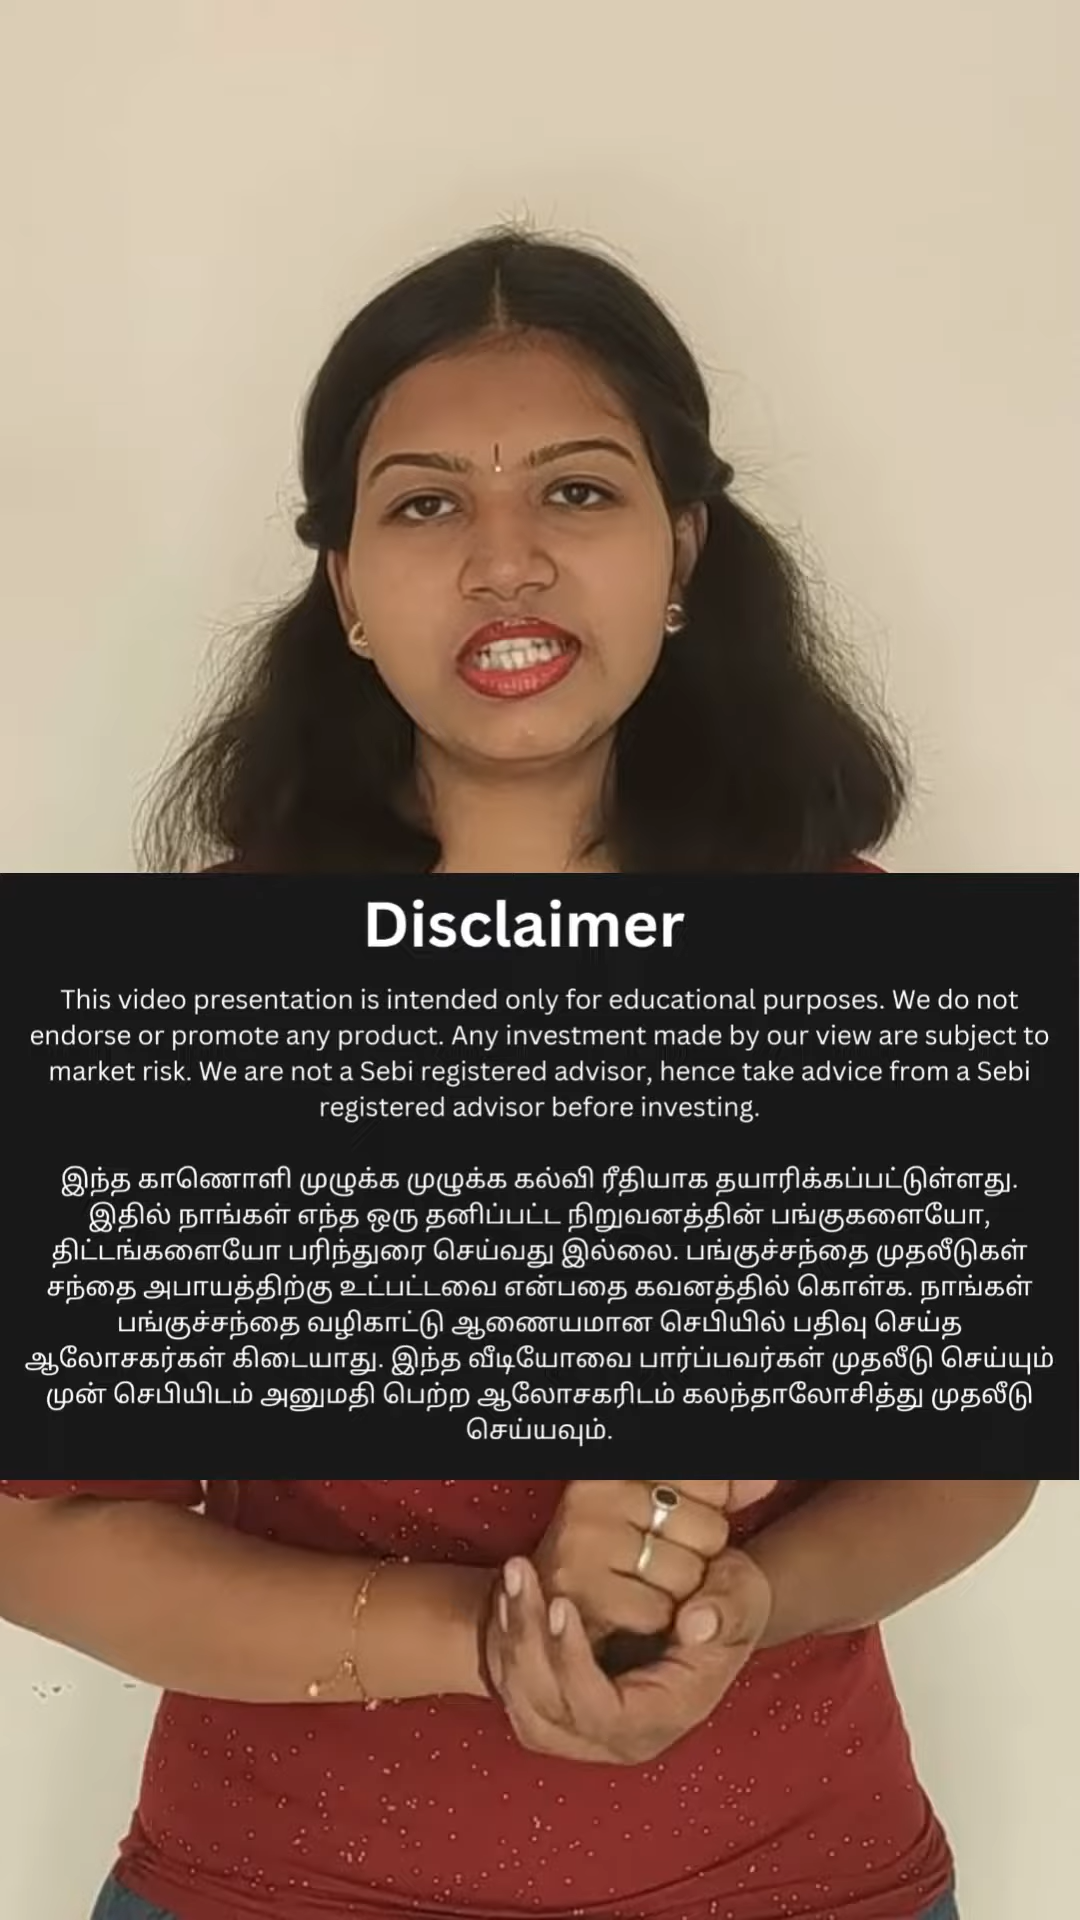 Disclaimer
This video presentation is intended only for educational purposes. We do not
endorse or promote any product. Any investment made by our view are subject to
market risk. We are not a Sebi registered advisor, hence take advice from a Sebi
registered advisor before investing.
இந்த காணொளி முழுக்க முழுக்க கல்வி ரீதியாக தயாரிக்கப்பட்டுள்ளது.
இதில் நாங்கள் எந்த ஒரு தனிப்பட்ட நிறுவனத்தின் பங்குகளையோ,
திட்டங்களையோ பரிந்துரை செய்வது இல்லை. பங்குச்சந்தை முதலீடுகள்
சந்தை அபாயத்திற்கு உட்பட்டவை என்பதை கவனத்தில் கொள்க. நாங்கள்
பங்குச்சந்தை வழிகாட்டு ஆணையமான செபியில் பதிவு செய்த
ஆலோசகர்கள் கிடையாது. இந்த வீடியோவை பார்ப்பவர்கள் முதலீடு செய்யும்
முன் செபியிடம் அனுமதி பெற்ற ஆலோசகரிடம் கலந்தாலோசித்து முதலீடு
செய்யவும்.